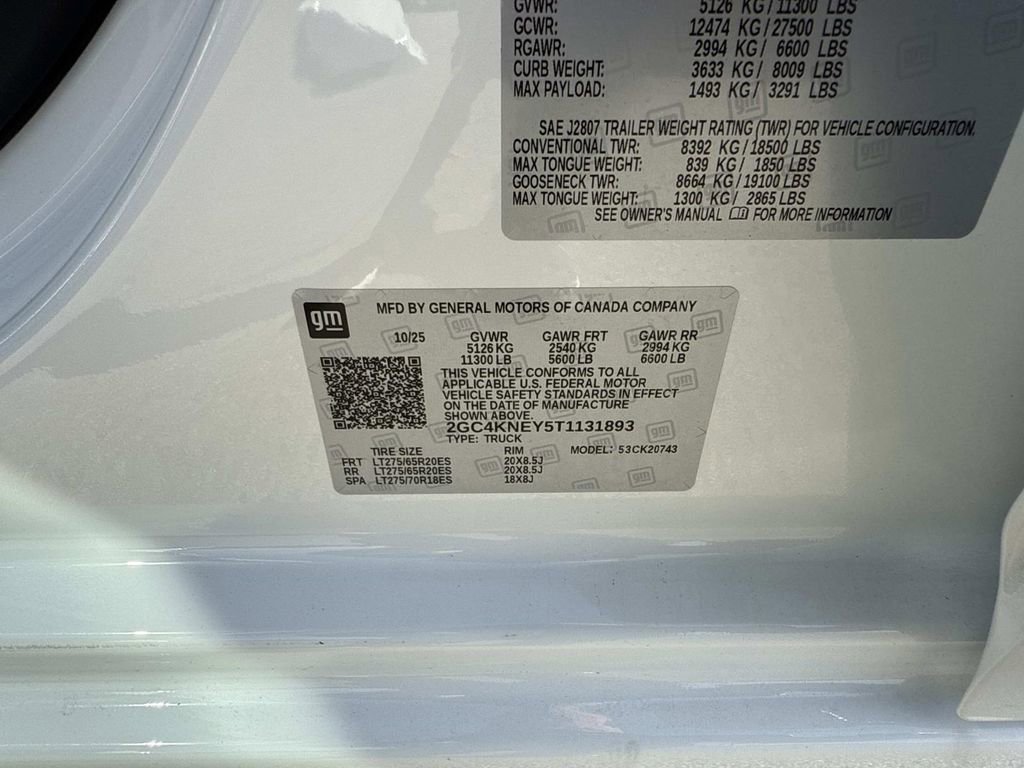 GVWR: 5126 KG/11300 LBS
GCWR: 12474 KG/27500 LBS
RGAWR: 2994 KG/ 6600 LBS
CURB WEIGHT: 3633 KG/ 8009 LBS
MAX PAYLOAD: 1493 KG/ 3291 LBS
SAE J2807 TRAILER WEIGHT RATING (TWR) FOR VEHICLE CONFIGURATION.
CONVENTIONAL TWR: 8392 KG/18500 LBS
MAX TONGUE WEIGHT: 839 KG/ 1850 LBS
GOOSENECK TWR: 8664 KG/19100 LBS
MAX TONGUE WEIGHT: 1300 KG/ 2865 LBS
SEE OWNER'S MANUAL FOR MORE INFORMATION
gm MFD BY GENERAL MOTORS OF CANADA COMPANY
10/25 GVWR GAWR FRT GAWR RR
5126 KG 2540 KG 2994 KG
11300 LB 5600 LB 6600 LB
THIS VEHICLE CONFORMS TO ALL
APPLICABLE U.S. FEDERAL MOTOR
VEHICLE SAFETY STANDARDS IN EFFECT
ON THE DATE OF MANUFACTURE
SHOWN ABOVE.
2GC4KNEY5T1131893
TYPE: TRUCK MODEL: 53CK20743
TIRE SIZE RIM
FRT LT275/65R20ES 20X8.5J
RR LT275/65R20ES 20X8.5J
SPA LT275/70R18ES 18X8J